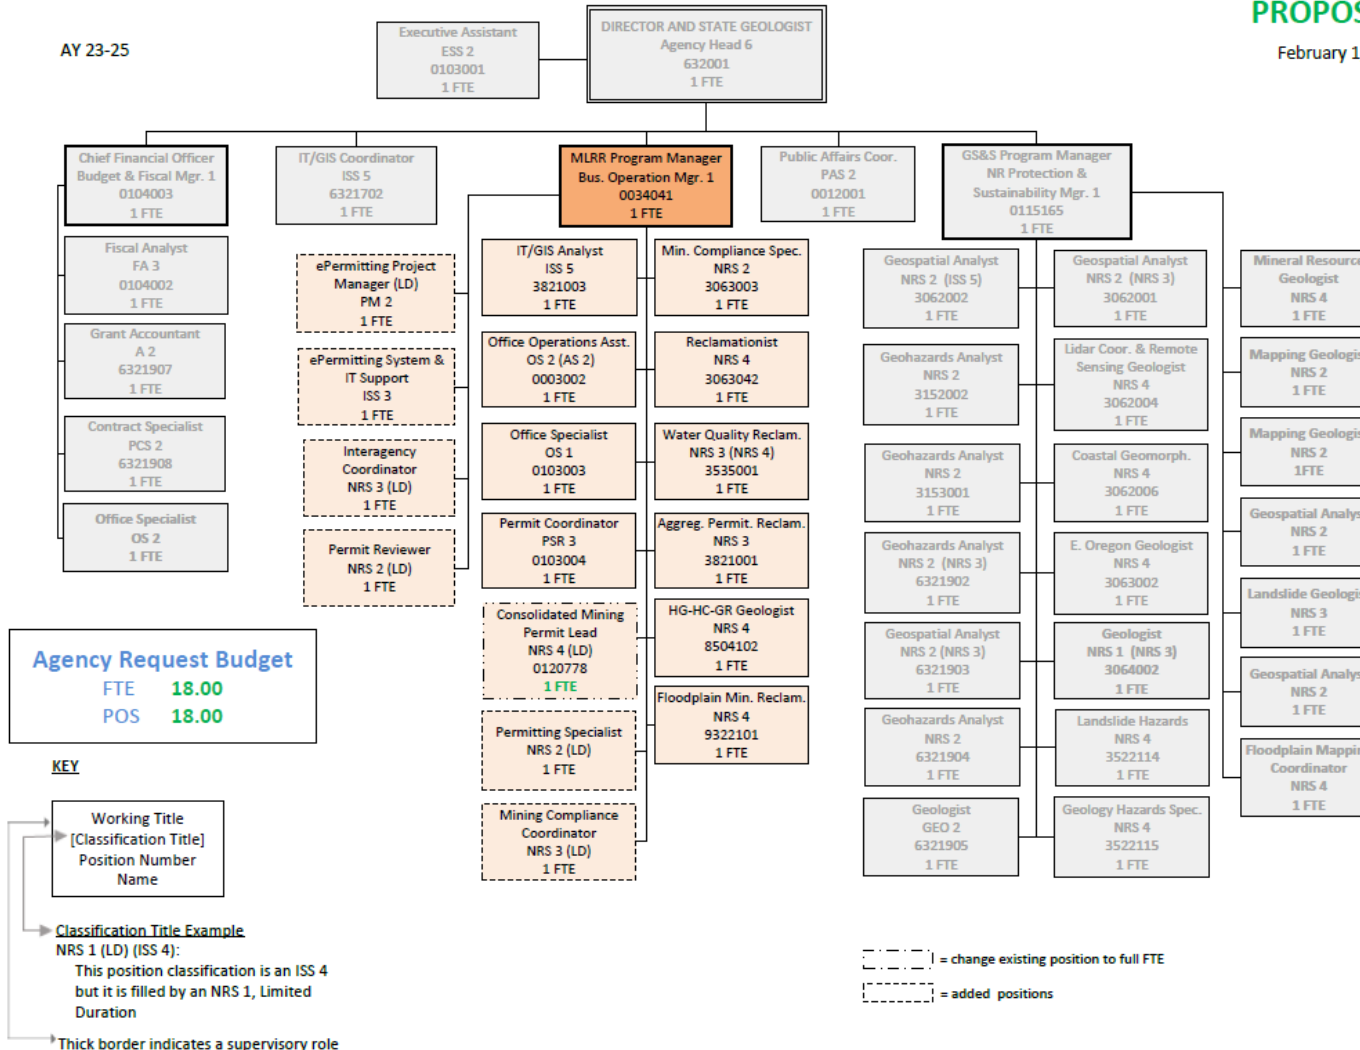 PROPOS
AY 23-25
February 1
Executive Assistant
ESS 2
0103001
1 FTE
DIRECTOR AND STATE GEOLOGIST
Agency Head 6
632001
1 FTE
Chief Financial Officer
Budget & Fiscal Mgr. 1
0104003
1 FTE
IT/GIS Coordinator
ISS 5
6321702
1 FTE
MLRR Program Manager
Bus. Operation Mgr. 1
0034041
1 FTE
Public Affairs Coor.
PAS 2
0012001
1 FTE
GS&S Program Manager
NR Protection &
Sustainability Mgr. 1
0115165
1 FTE
Fiscal Analyst
FA 3
0104002
1 FTE
Grant Accountant
A 2
6321907
1 FTE
Contract Specialist
PCS 2
6321908
1 FTE
Office Specialist
OS 2
1 FTE
ePermitting Project
Manager (LD)
PM 2
1 FTE
ePermitting System &
IT Support
ISS 3
1 FTE
Interagency
Coordinator
NRS 3 (LD)
1 FTE
Permit Reviewer
NRS 2 (LD)
1 FTE
IT/GIS Analyst
ISS 5
3821003
1 FTE
Office Operations Asst.
OS 2 (AS 2)
0003002
1 FTE
Office Specialist
OS 1
0103003
1 FTE
Permit Coordinator
PSR 3
0103004
1 FTE
Consolidated Mining
Permit Lead
NRS 4 (LD)
0120778
1 FTE
Permitting Specialist
NRS 2 (LD)
1 FTE
Mining Compliance
Coordinator
NRS 3 (LD)
1 FTE
Min. Compliance Spec.
NRS 2
3063003
1 FTE
Reclamationist
NRS 4
3063042
1 FTE
Water Quality Reclam.
NRS 3 (NRS 4)
3535001
1 FTE
Aggreg. Permit. Reclam.
NRS 3
3821001
1 FTE
HG-HC-GR Geologist
NRS 4
8504102
1 FTE
Floodplain Min. Reclam.
NRS 4
9322101
1 FTE
Geospatial Analyst
NRS 2 (ISS 5)
3062002
1 FTE
Geohazards Analyst
NRS 2
3152002
1 FTE
Geohazards Analyst
NRS 2
3153001
1 FTE
Geohazards Analyst
NRS 2 (NRS 3)
6321902
1 FTE
Geospatial Analyst
NRS 2 (NRS 3)
6321903
1 FTE
Geohazards Analyst
NRS 2
6321904
1 FTE
Geologist
GEO 2
6321905
1 FTE
Geospatial Analyst
NRS 2 (NRS 3)
3062001
1 FTE
Lidar Coor. & Remote
Sensing Geologist
NRS 4
3062004
1 FTE
Coastal Geomorph.
NRS 4
3062006
1 FTE
E. Oregon Geologist
NRS 4
3063002
1 FTE
Geologist
NRS 1 (NRS 3)
3064002
1 FTE
Landslide Hazards
NRS 4
3522114
1 FTE
Geology Hazards Spec.
NRS 4
3522115
1 FTE
Mineral Resource
Geologist
NRS 4
1 FTE
Mapping Geologis
NRS 2
1 FTE
Mapping Geologis
NRS 2
1FTE
Geospatial Analys
NRS 2
1 FTE
Landslide Geologis
NRS 3
1 FTE
Geospatial Analys
NRS 2
1 FTE
Floodplain Mappin
Coordinator
NRS 4
1 FTE
Agency Request Budget
FTE 18.00
POS 18.00
KEY
Working Title
[Classification Title]
Position Number
Name
Classification Title Example
NRS 1 (LD) (ISS 4):
This position classification is an ISS 4
but it is filled by an NRS 1, Limited
Duration
Thick border indicates a supervisory role
= change existing position to full FTE
= added positions